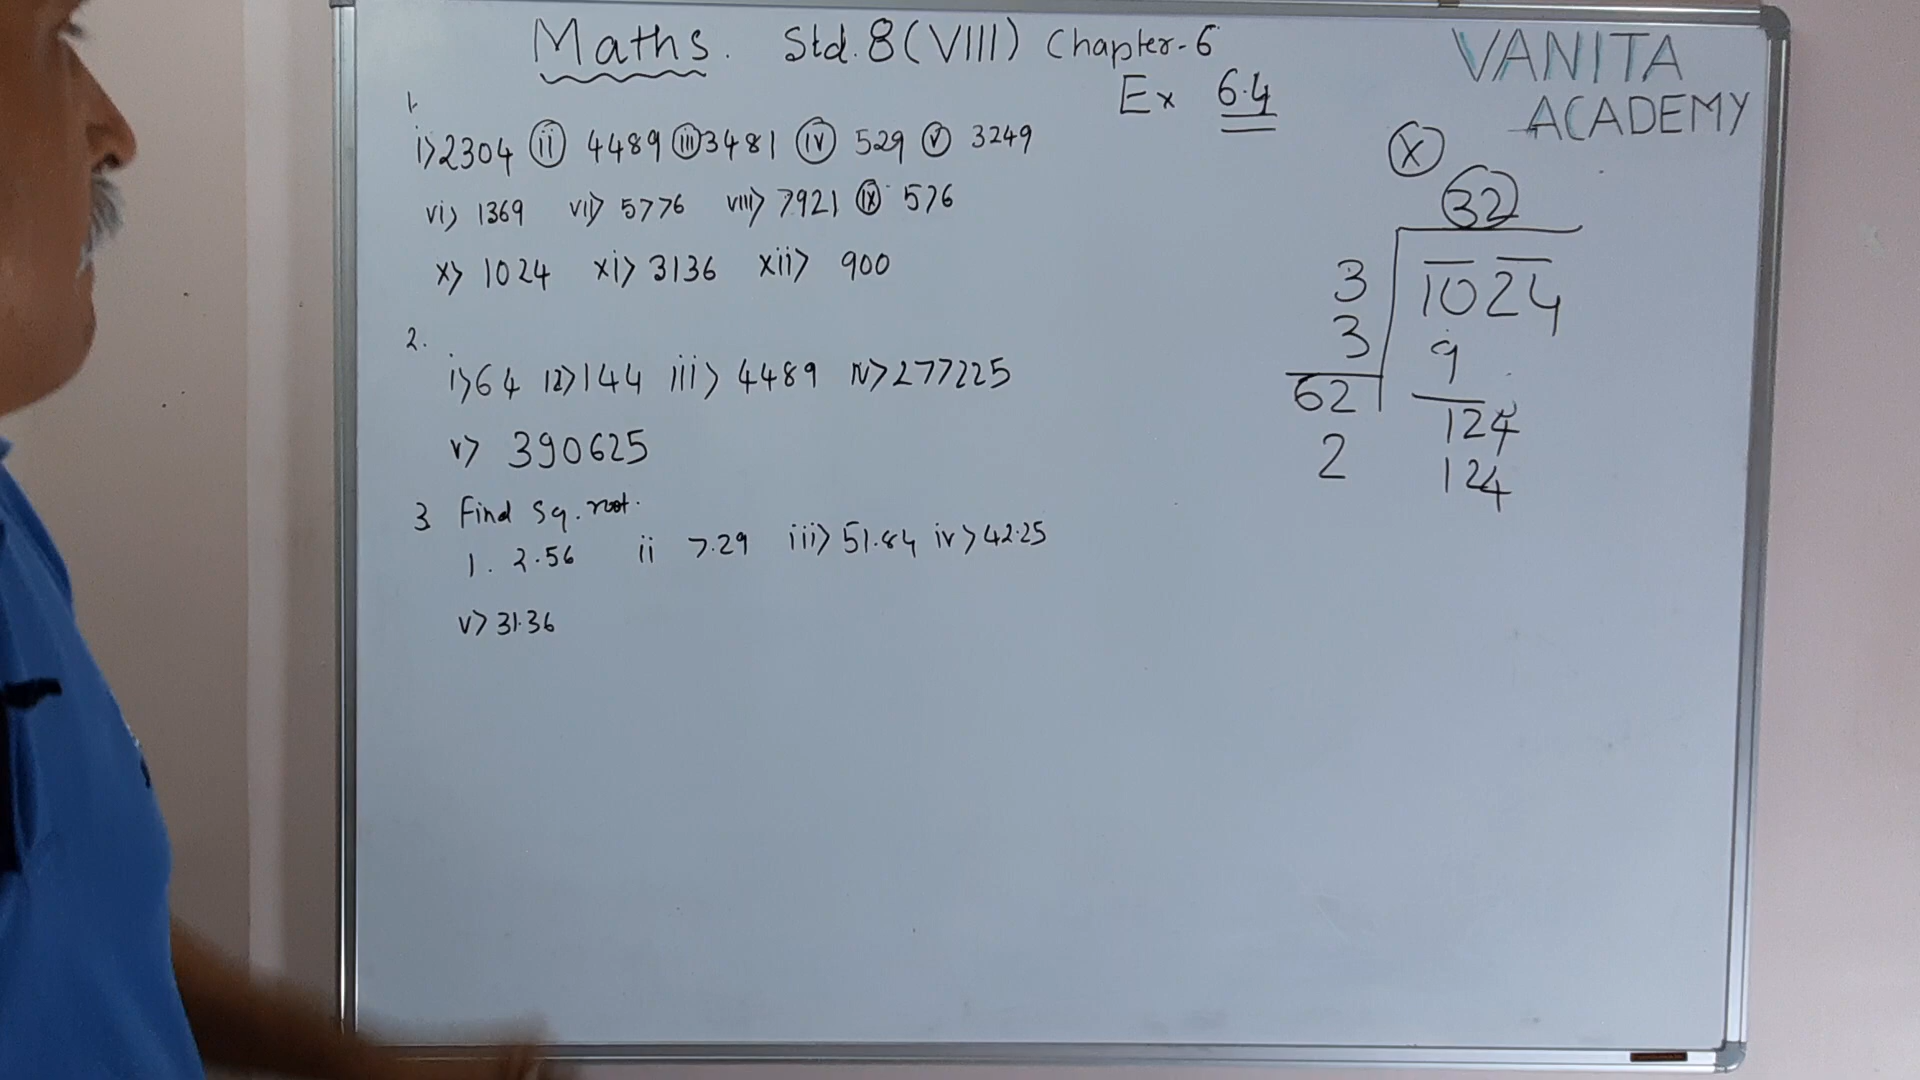 Maths. Std. 8 (VIII) Chapter-6
Ex 6.4
VANITA
ACADEMY
1.
i> 2304 ii 4489 iii 3481 iv 529 v 3249
vi> 1369 vii> 5776 viii> 7921 ix 576
x> 1024 xi> 3136 xii> 900
2.
i> 64 12> 144 iii> 4489 iv> 277225
v> 390625
3 Find Sq. root.
1. 2.56 ii 7.29 iii> 51.84 iv> 42.25
v> 31.36
x
32
3 1024
3 9
62 124
2 124